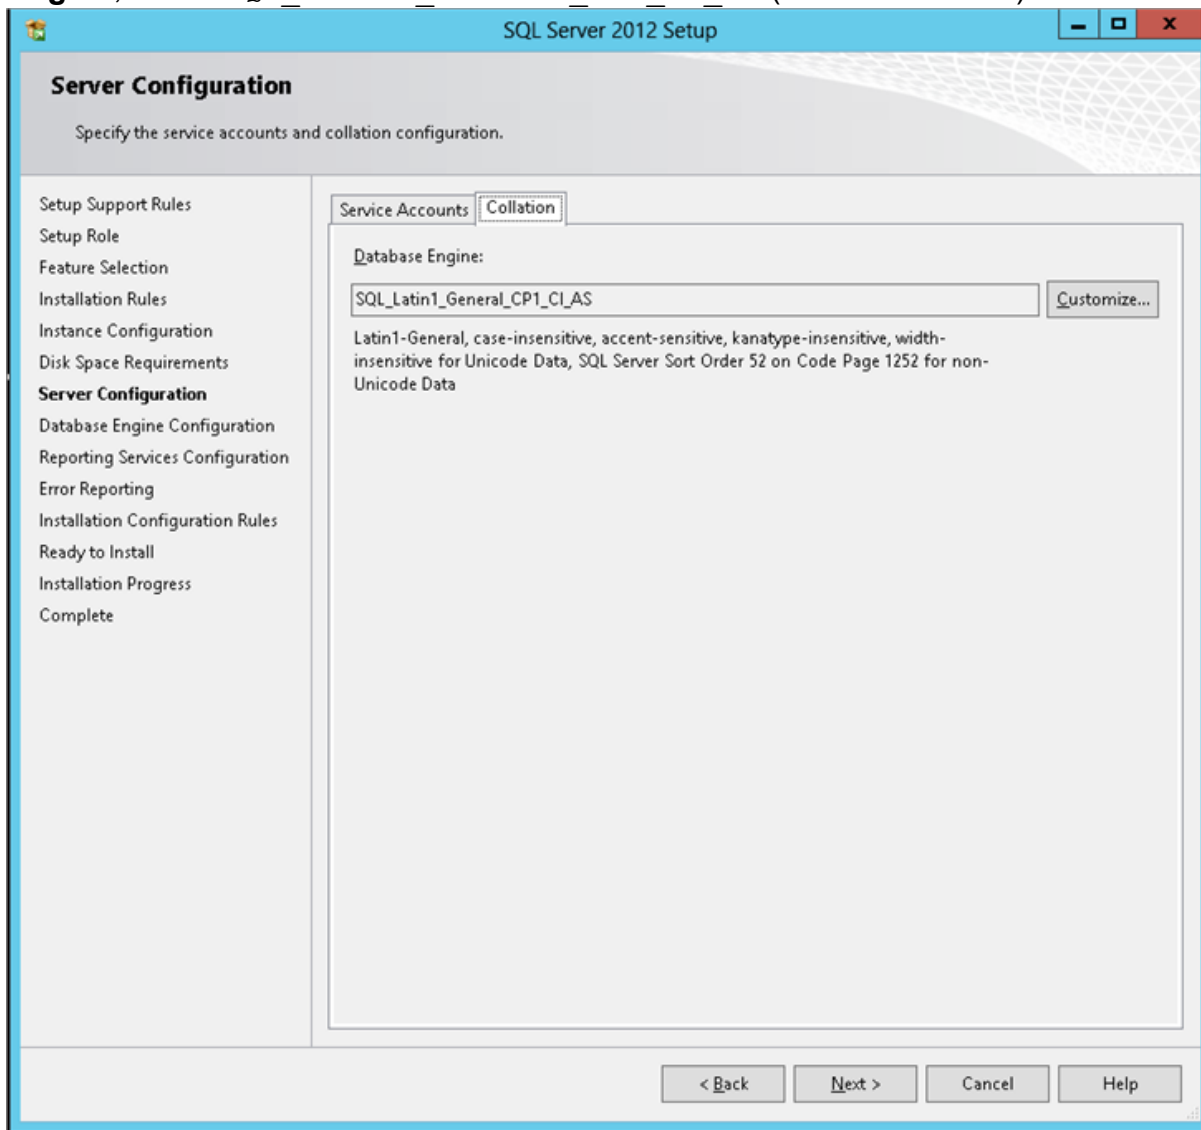 SQL Server 2012 Setup
Server Configuration
Specify the service accounts and collation configuration.
Setup Support Rules
Setup Role
Feature Selection
Installation Rules
Instance Configuration
Disk Space Requirements
Server Configuration
Database Engine Configuration
Reporting Services Configuration
Error Reporting
Installation Configuration Rules
Ready to Install
Installation Progress
Complete
Service Accounts Collation
Database Engine:
SQL_Latin1_General_CP1_CI_AS Customize...
Latin1-General, case-insensitive, accent-sensitive, kanatype-insensitive, width-
insensitive for Unicode Data, SQL Server Sort Order 52 on Code Page 1252 for non-
Unicode Data
< Back Next > Cancel Help